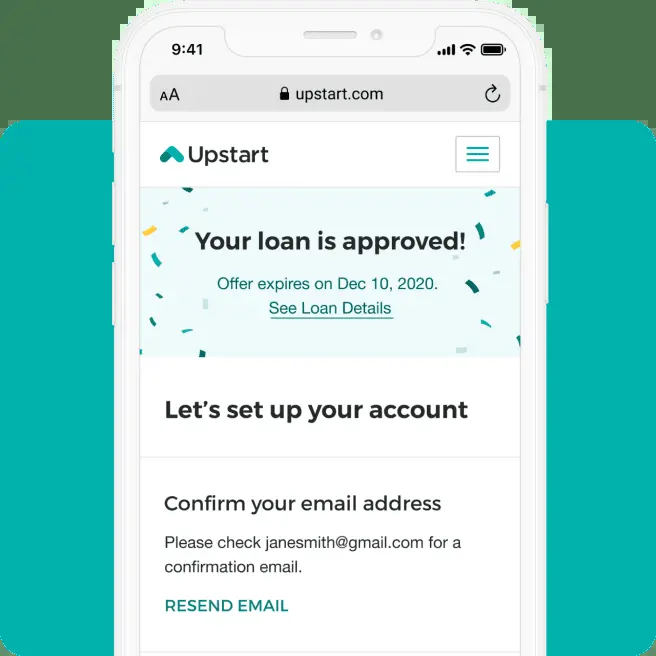 9:41
AA
upstart.com
Upstart
Your loan is approved!
Offer expires on Dec 10, 2020.
See Loan Details
Let’s set up your account
Confirm your email address
Please check janesmith@gmail.com for a
confirmation email.
RESEND EMAIL